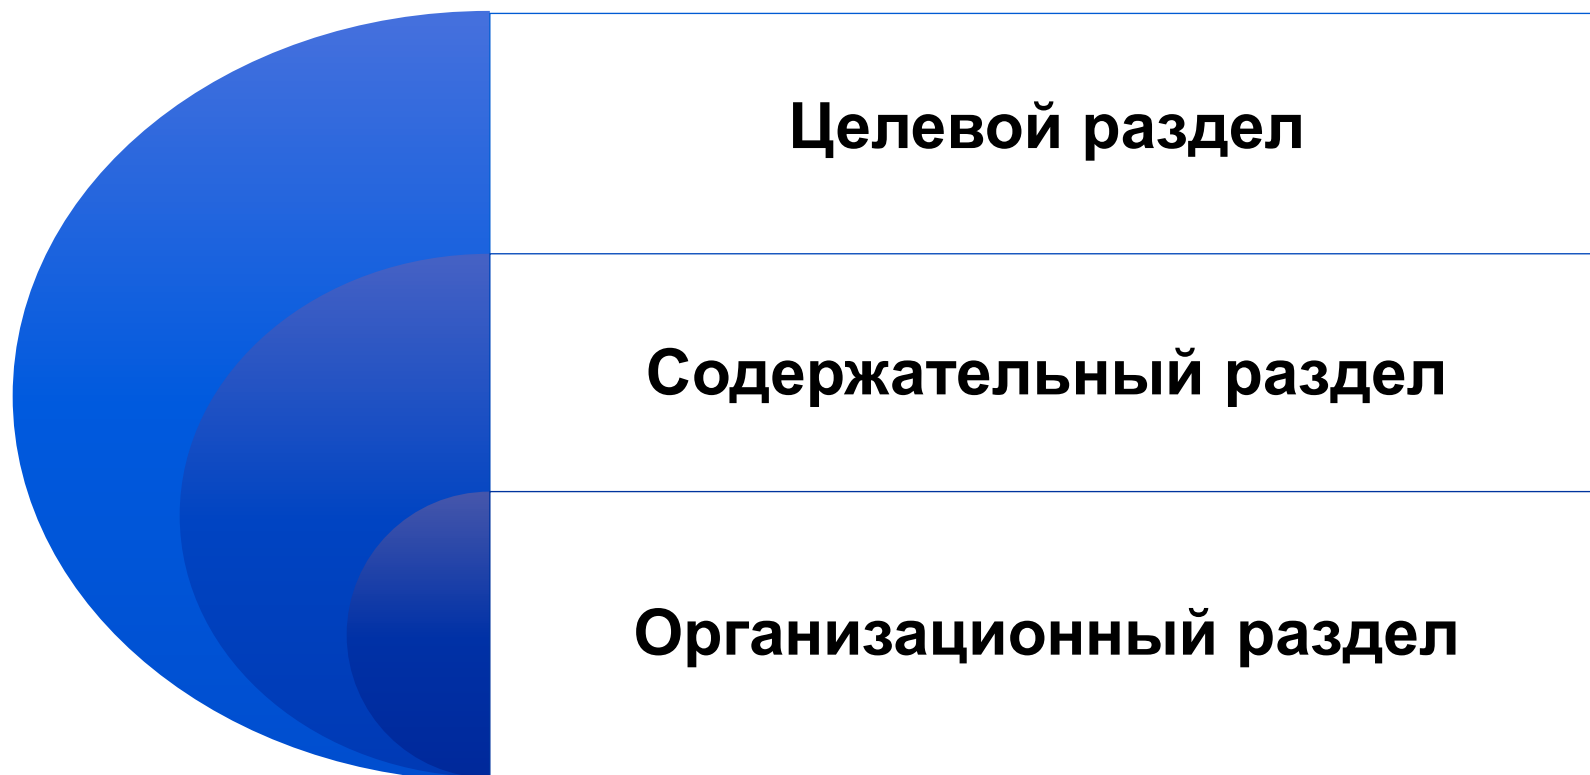 Целевой раздел
Содержательный раздел
Организационный раздел